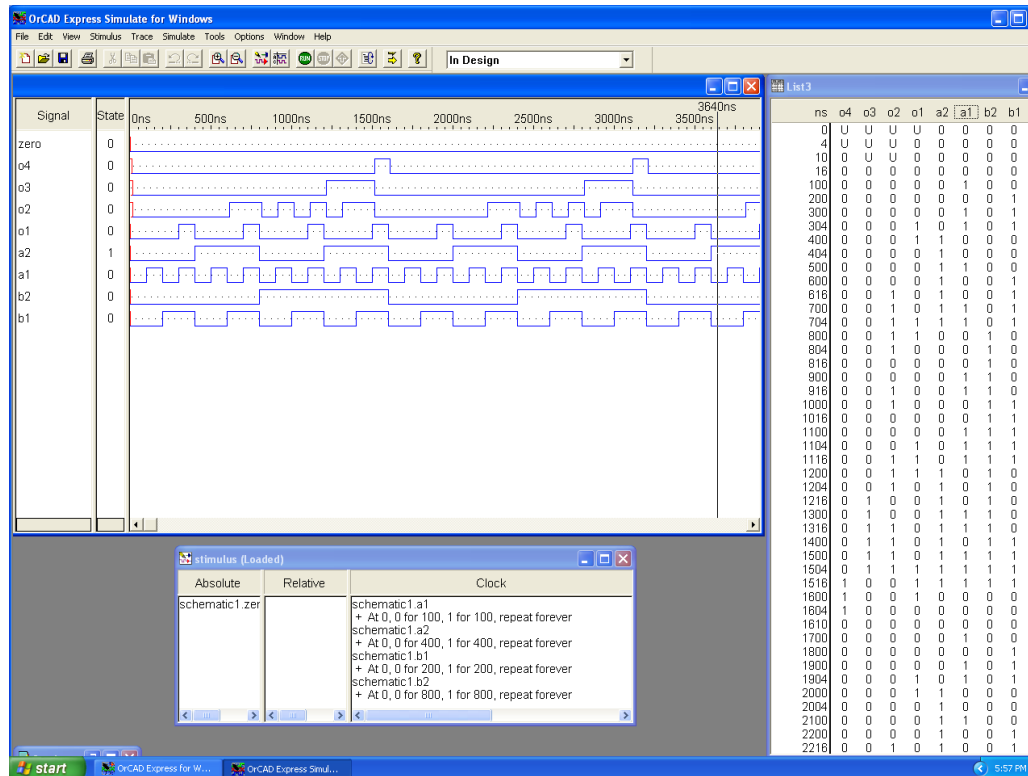 OrCAD Express Simulate for Windows
File Edit View Stimulus Trace Simulate Tools Options Window Help
RUN In Design
Signal State 0ns 500ns 1000ns 1500ns 2000ns 2500ns 3000ns 3500ns
3640ns
zero 0
o4 0
o3 0
o2 0
o1 0
a2 1
a1 0
b2 0
b1 0
List3
ns o4 o3 o2 o1 a2 a1 b2 b1
0 U U U U 0 0 0 0
4 U U U 0 0 0 0 0
10 0 U U 0 0 0 0 0
16 0 0 0 0 0 0 0 0
100 0 0 0 0 0 1 0 0
200 0 0 0 0 0 0 0 1
300 0 0 0 0 0 1 0 1
304 0 0 0 1 0 1 0 1
400 0 0 0 1 1 0 0 0
404 0 0 0 0 1 0 0 0
500 0 0 0 0 1 1 0 0
600 0 0 0 0 1 0 0 1
616 0 0 1 0 1 0 0 1
700 0 0 1 0 1 1 0 1
704 0 0 1 1 1 1 0 1
800 0 0 1 1 0 0 1 0
804 0 0 1 0 0 0 1 0
816 0 0 0 0 0 0 1 0
900 0 0 0 0 0 1 1 0
916 0 0 1 0 0 1 1 0
1000 0 0 1 0 0 0 1 1
1016 0 0 0 0 0 0 1 1
1100 0 0 0 0 0 1 1 1
1104 0 0 0 1 0 1 1 1
1116 0 0 1 1 0 1 1 1
1200 0 0 1 1 1 0 1 0
1204 0 0 1 0 1 0 1 0
1216 0 1 0 0 1 0 1 0
1300 0 1 0 0 1 1 1 0
1316 0 1 1 0 1 1 1 0
1400 0 1 1 0 1 0 1 1
1500 0 1 1 0 1 1 1 1
1504 0 1 1 1 1 1 1 1
1516 1 0 0 1 1 1 1 1
1600 1 0 0 1 0 0 0 0
1604 1 0 0 0 0 0 0 0
1610 0 0 0 0 0 0 0 0
1700 0 0 0 0 0 1 0 0
1800 0 0 0 0 0 0 0 1
1900 0 0 0 0 0 1 0 1
1904 0 0 0 1 0 1 0 1
2000 0 0 0 1 1 0 0 0
2004 0 0 0 0 1 0 0 0
2100 0 0 0 0 1 1 0 0
2200 0 0 0 0 1 0 0 1
2216 0 0 1 0 1 0 0 1
stimulus (Loaded)
Absolute Relative Clock
schematic1.zer
schematic1.a1
+ At 0, 0 for 100, 1 for 100, repeat forever
schematic1.a2
+ At 0, 0 for 400, 1 for 400, repeat forever
schematic1.b1
+ At 0, 0 for 200, 1 for 200, repeat forever
schematic1.b2
+ At 0, 0 for 800, 1 for 800, repeat forever
start OrCAD Express for W... OrCAD Express Simul... 5:57 PM